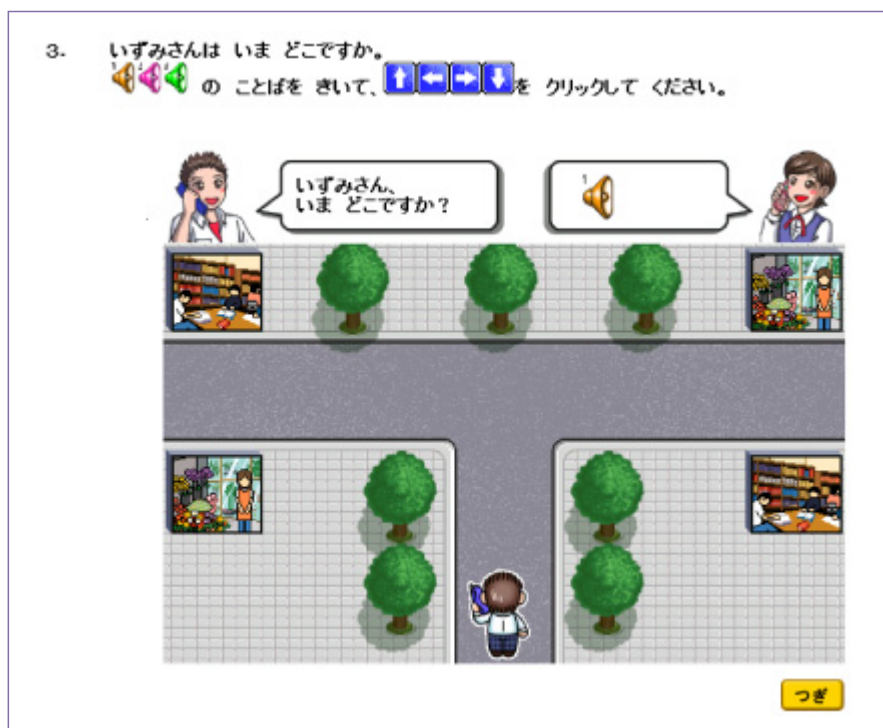 3. いずみさんは いま どこですか。
の ことばを きいて、を クリックして ください。
いずみさん、
いま どこですか？
1
つぎ